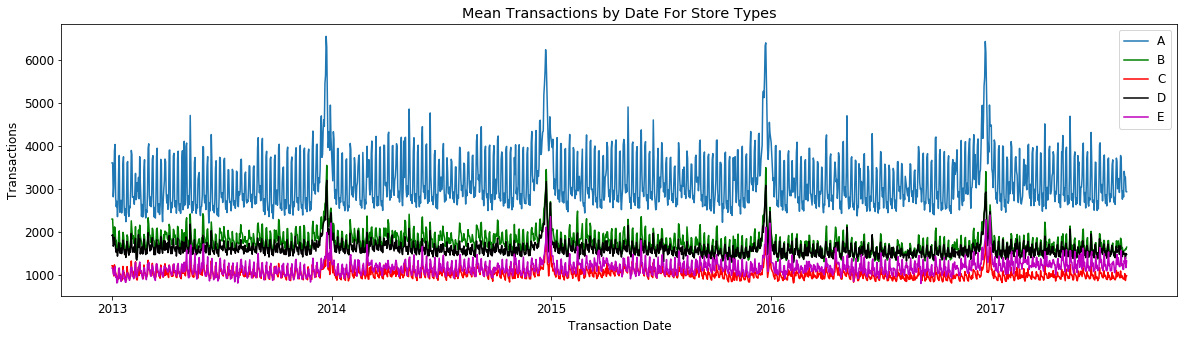 Mean Transactions by Date For Store Types
Transactions
6000
5000
4000
3000
2000
1000
A
B
C
D
E
2013
2014
2015
2016
2017
Transaction Date